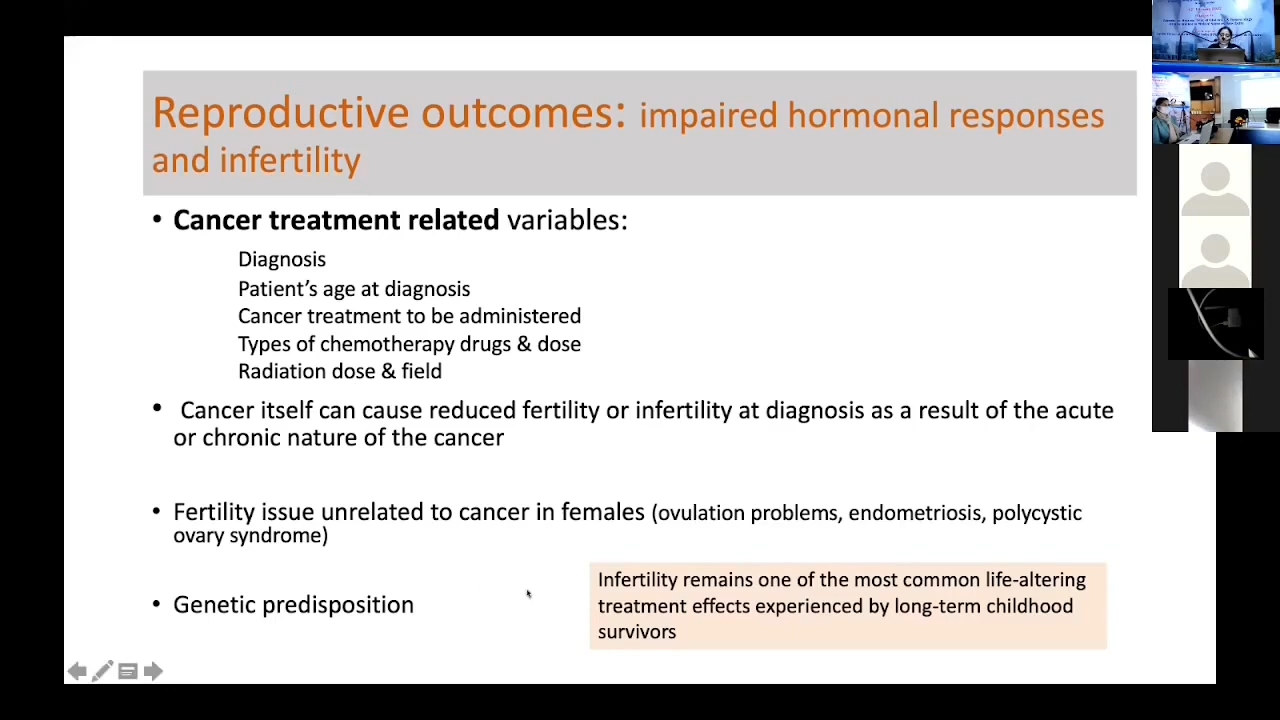 Reproductive outcomes: impaired hormonal responses
and infertility
• Cancer treatment related variables:
Diagnosis
Patient's age at diagnosis
Cancer treatment to be administered
Types of chemotherapy drugs & dose
Radiation dose & field
• Cancer itself can cause reduced fertility or infertility at diagnosis as a result of the acute
or chronic nature of the cancer
• Fertility issue unrelated to cancer in females (ovulation problems, endometriosis, polycystic
ovary syndrome)
• Genetic predisposition
Infertility remains one of the most common life-altering
treatment effects experienced by long-term childhood
survivors